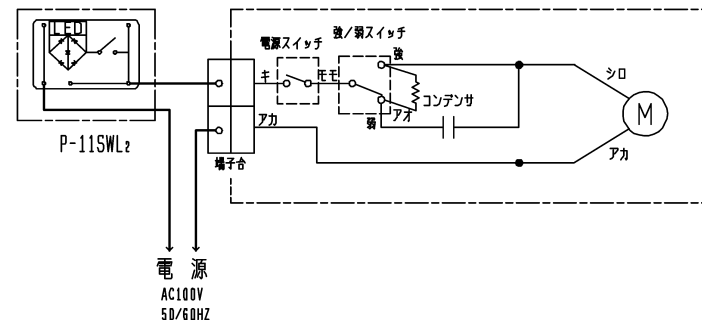 LED
P-11SWL2
電源スイッチ
強/弱スイッチ
キ
モモ
強
弱
アオ
コンデンサ
シロ
M
アカ
アカ
端子台
電源
AC100V
50/60HZ